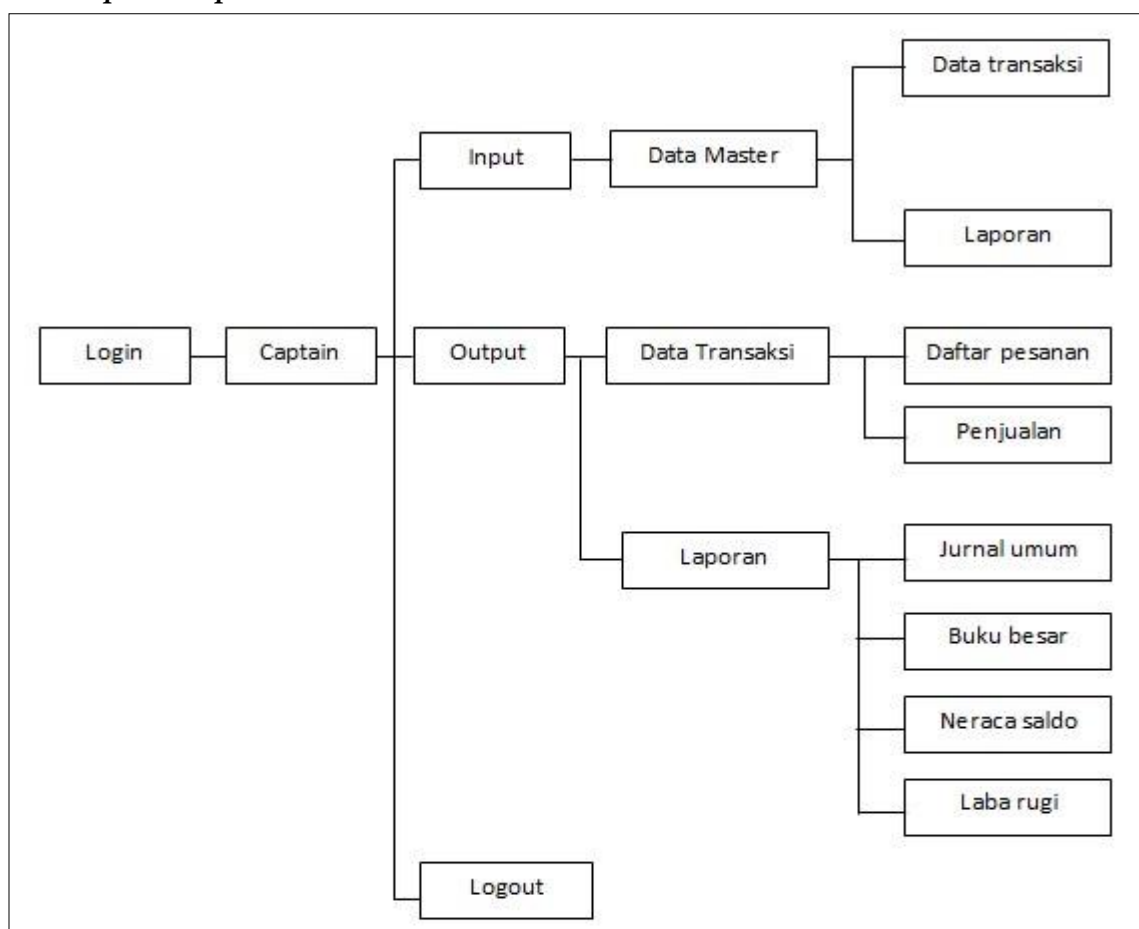 Data transaksi
Input
Data Master
Laporan
Login
Captain
Output
Data Transaksi
Daftar pesanan
Penjualan
Laporan
Jurnal umum
Buku besar
Neraca saldo
Laba rugi
Logout